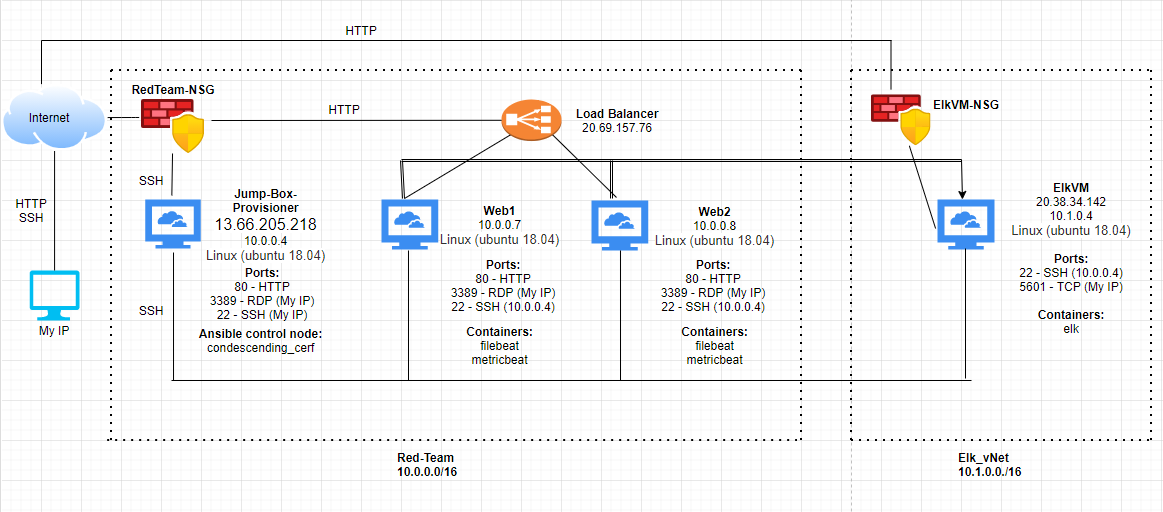 HTTP
RedTeam-NSG
Internet
HTTP
Load Balancer
20.69.157.76
ElkVM-NSG
HTTP
SSH
My IP
SSH
Jump-Box-
Provisioner
13.66.205.218
10.0.0.4
Linux (ubuntu 18.04)
Ports:
80 - HTTP
3389 - RDP (My IP)
22 - SSH (My IP)
Ansible control node:
condescending_cerf
SSH
Web1
10.0.0.7
Linux (ubuntu 18.04)
Ports:
80 - HTTP
3389 - RDP (My IP)
22 - SSH (10.0.0.4)
Containers:
filebeat
metricbeat
Web2
10.0.0.8
Linux (ubuntu 18.04)
Ports:
80 - HTTP
3389 - RDP (My IP)
22 - SSH (10.0.0.4)
Containers:
filebeat
metricbeat
ElkVM
20.38.34.142
10.1.0.4
Linux (ubuntu 18.04)
Ports:
22 - SSH (10.0.0.4)
5601 - TCP (My IP)
Containers:
elk
Red-Team
10.0.0.0/16
Elk_vNet
10.1.0.0./16